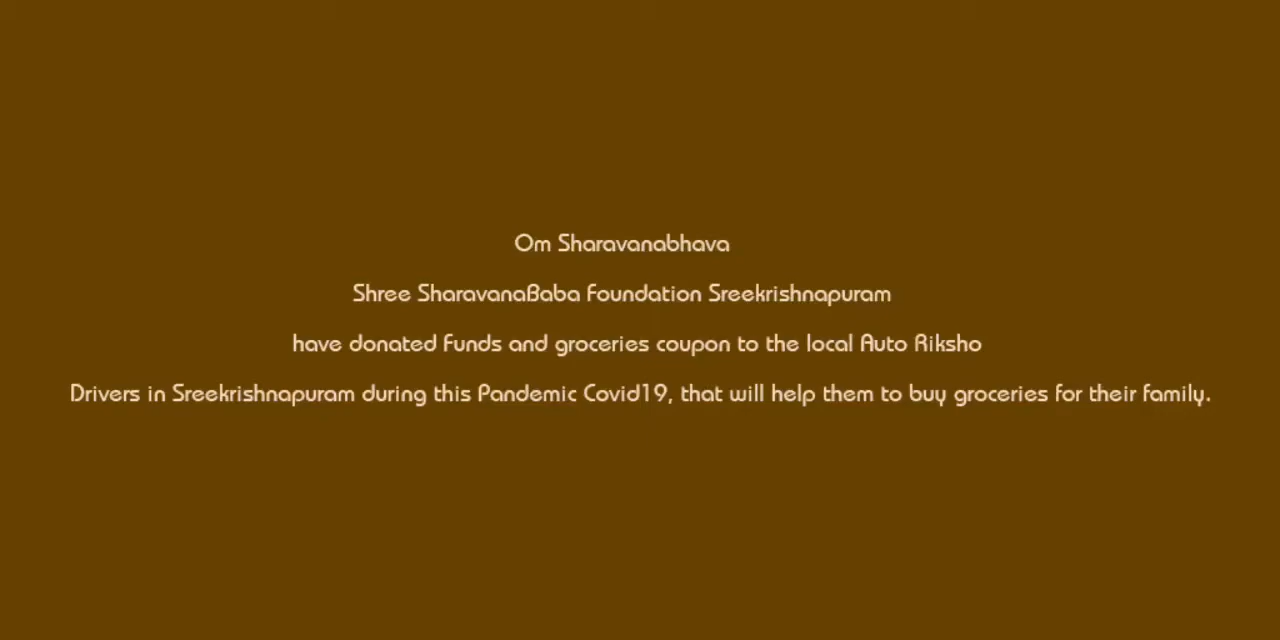 Om Sharavanabhava
Shree SharavanaBaba Foundation Sreekrishnapuram
have donated Funds and groceries coupon to the local Auto Riksho
Drivers in Sreekrishnapuram during this Pandemic Covid19, that will help them to buy groceries for their family.